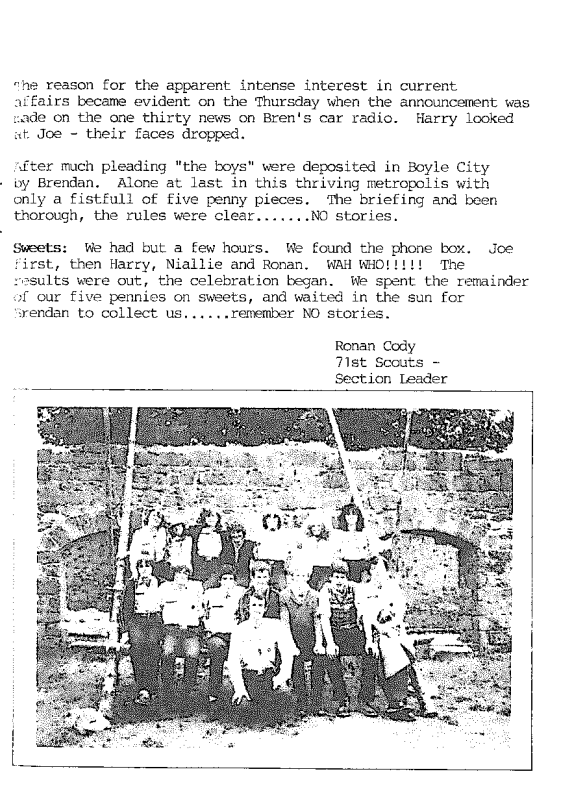 The reason for the apparent intense interest in current
affairs became evident on the Thursday when the announcement was
made on the one thirty news on Bren's car radio.  Harry looked
at Joe - their faces dropped.

After much pleading "the boys" were deposited in Boyle City
by Brendan.  Alone at last in this thriving metropolis with
only a fistfull of five penny pieces.  The briefing and been
thorough, the rules were clear.......NO stories.

Sweets:  We had but a few hours.  We found the phone box.  Joe
first, then Harry, Niallie and Ronan.  WAH WHO!!!!!  The
results were out, the celebration began.  We spent the remainder
of our five pennies on sweets, and waited in the sun for
Brendan to collect us......remember NO stories.

Ronan Cody
71st Scouts -
Section Leader